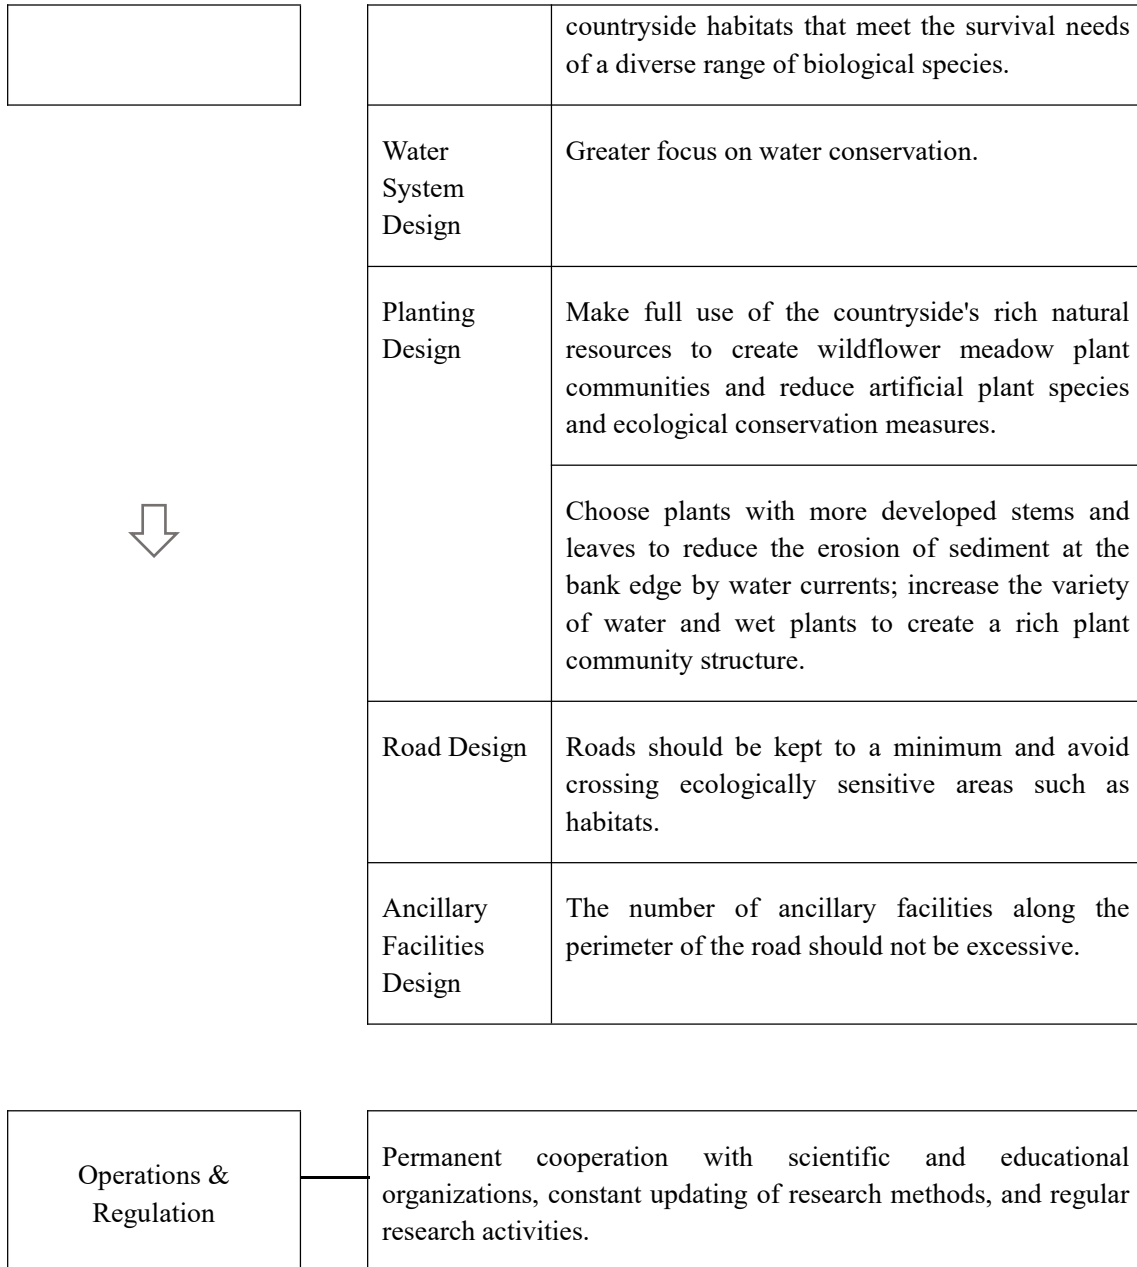 countryside habitats that meet the survival needs
of a diverse range of biological species.
Water
System
Design
Greater focus on water conservation.
Planting
Design
Make full use of the countryside's rich natural
resources to create wildflower meadow plant
communities and reduce artificial plant species
and ecological conservation measures.
Choose plants with more developed stems and
leaves to reduce the erosion of sediment at the
bank edge by water currents; increase the variety
of water and wet plants to create a rich plant
community structure.
Road Design
Roads should be kept to a minimum and avoid
crossing ecologically sensitive areas such as
habitats.
Ancillary
Facilities
Design
The number of ancillary facilities along the
perimeter of the road should not be excessive.
Operations &
Regulation
Permanent cooperation with scientific and educational
organizations, constant updating of research methods, and regular
research activities.